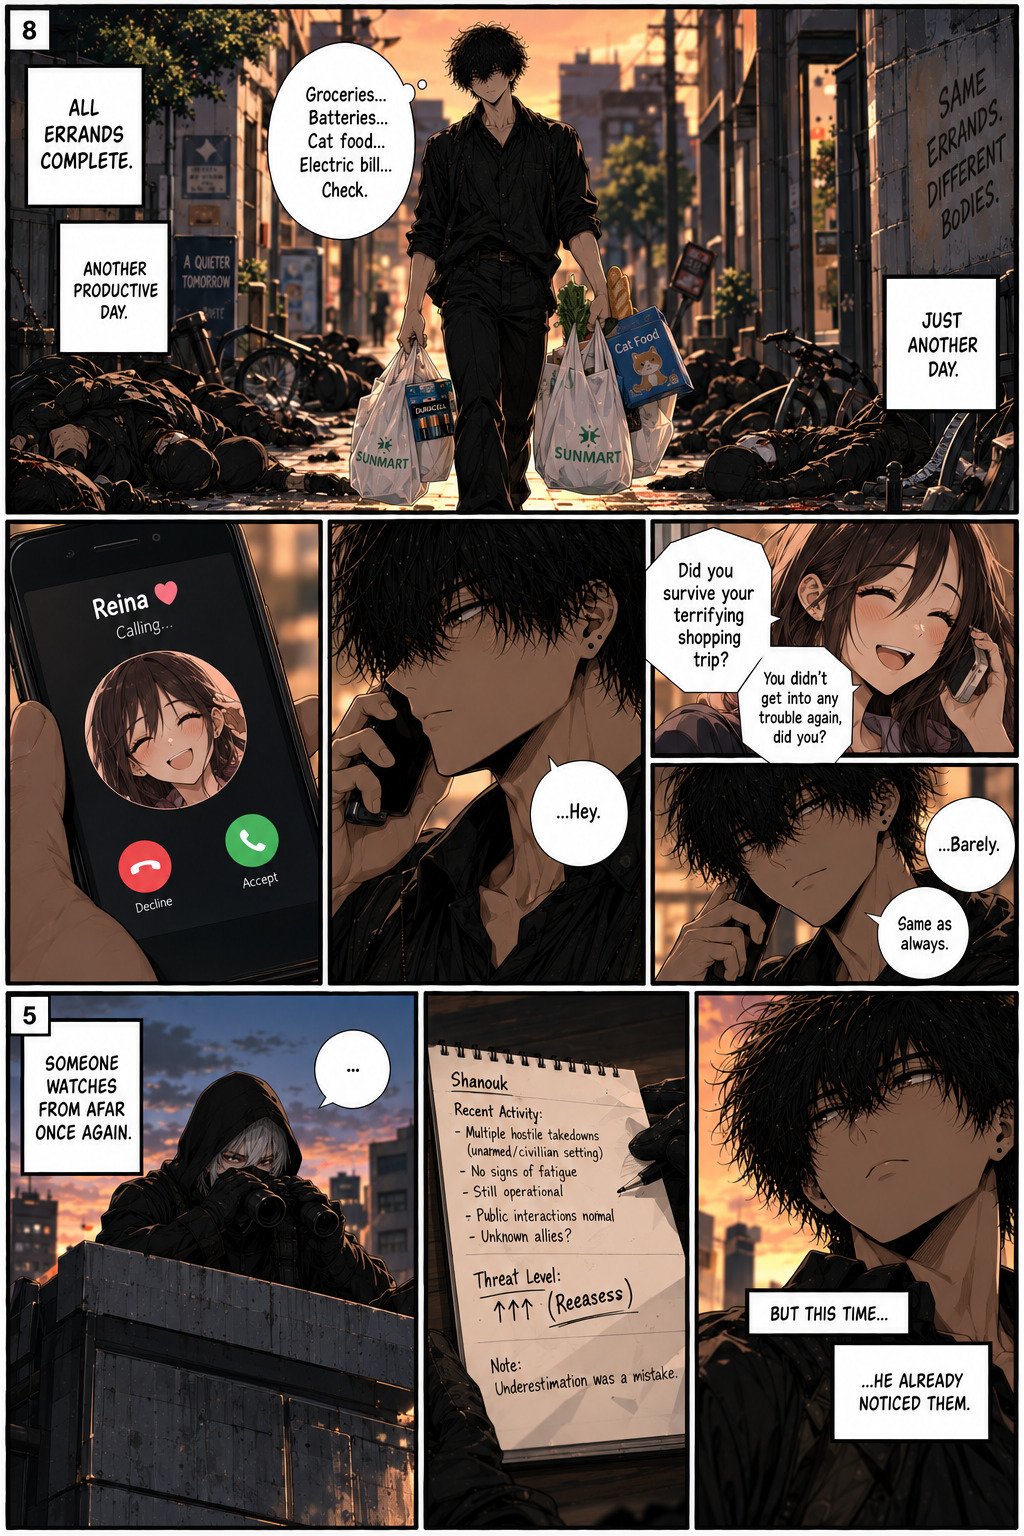 8
ALL
ERRANDS
COMPLETE.
Groceries...
Batteries...
Cat food...
Electric bill...
Check.
SAME
ERRANDS.
DIFFERENT
BODIES.
ANOTHER
PRODUCTIVE
DAY.
A QUIETER
TOMORROW
JUST
ANOTHER
DAY.
Cat Food
DURACELL
SUNMART
SUNMART
Reina
Calling...
Decline
Accept
...Hey.
Did you
survive your
terrifying
shopping
trip?
You didn't
get into any
trouble again,
did you?
...Barely.
Same as
always.
5
SOMEONE
WATCHES
FROM AFAR
ONCE AGAIN.
...
Shanouk
Recent Activity:
- Multiple hostile takedowns
(unarmed/civillian setting)
- No signs of fatigue
- Still operational
- Public interactions normal
- Unknown allies?
Threat Level:
↑↑↑ (Reeasess)
Note:
Underestimation was a mistake.
BUT THIS TIME...
...HE ALREADY
NOTICED THEM.